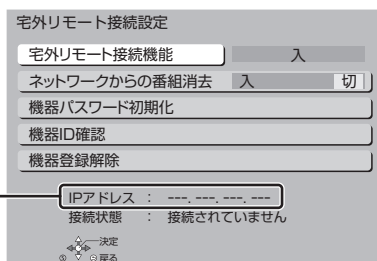 宅外リモート接続設定
宅外リモート接続機能 入
ネットワークからの番組消去 入 切
機器パスワード初期化
機器ID確認
機器登録解除
IPアドレス : ---. ---. ---. ---
接続状態 : 接続されていません
決定
戻る